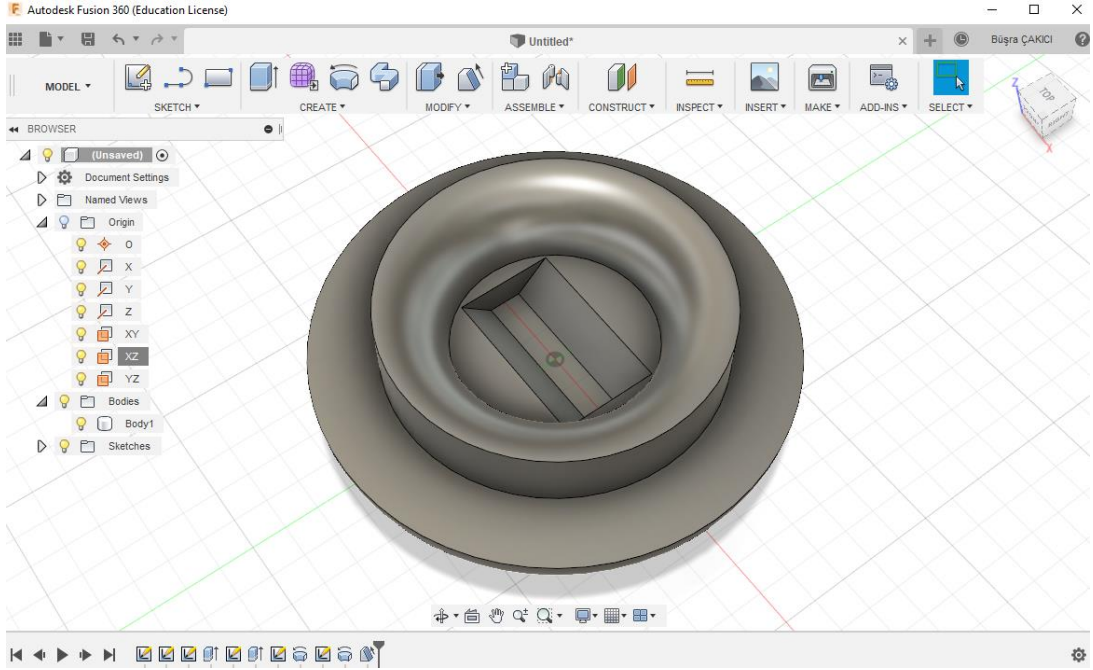 Autodesk Fusion 360 (Education License)
Untitled*
Büşra ÇAKICI
MODEL
SKETCH
CREATE
MODIFY
ASSEMBLE
CONSTRUCT
INSPECT
INSERT
MAKE
ADD-INS
SELECT
BROWSER
(Unsaved)
Document Settings
Named Views
Origin
O
X
Y
Z
XY
XZ
YZ
Bodies
Body1
Sketches
Z
TOP
RIGHT
X